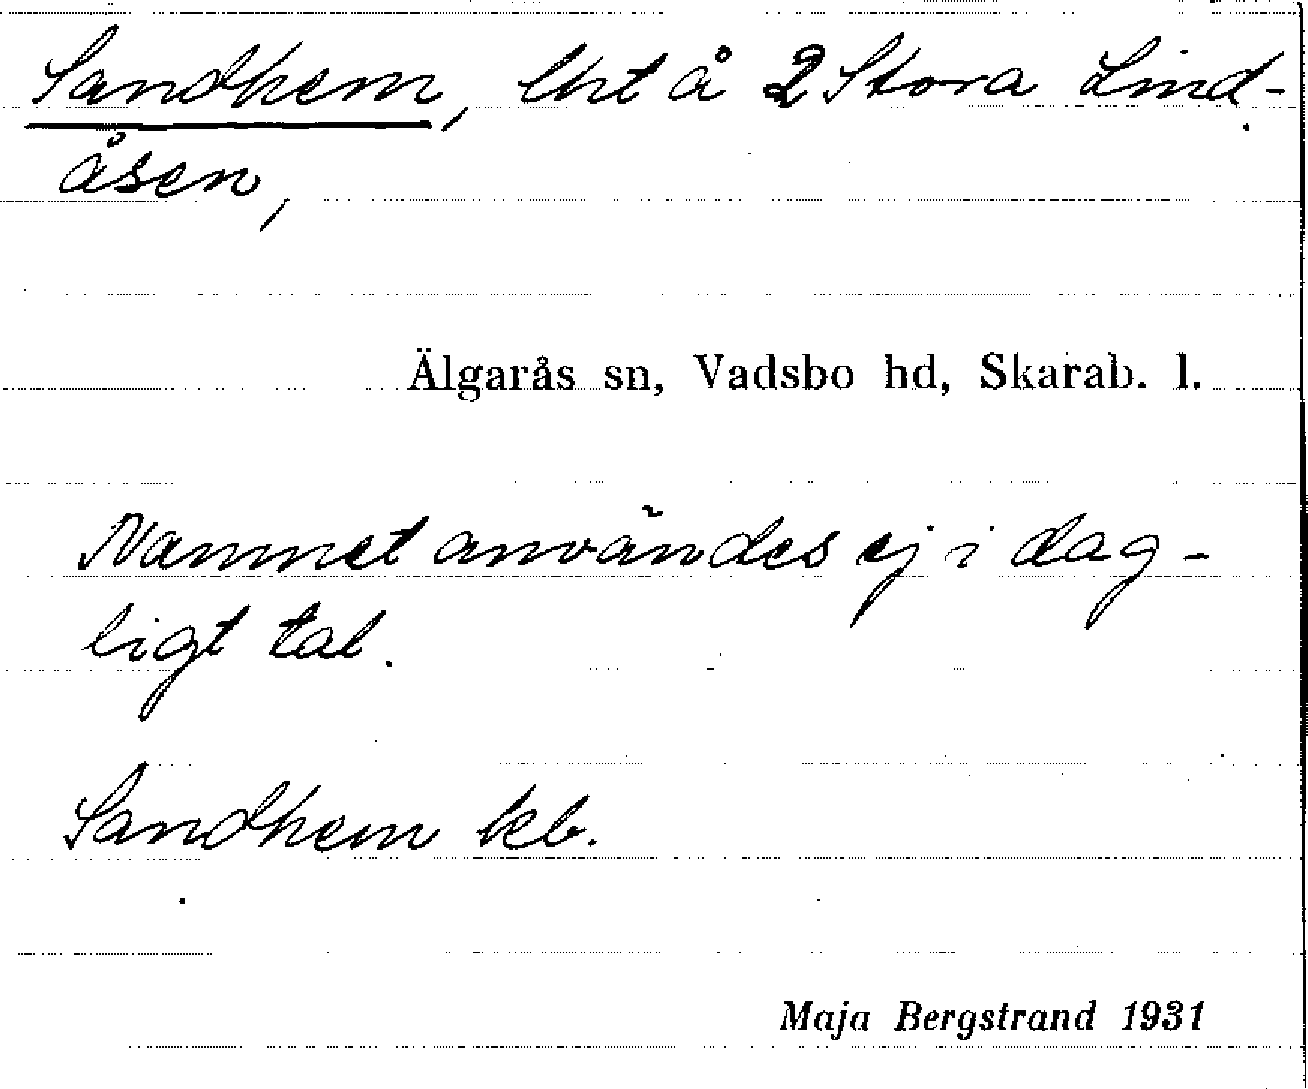 Sandhem, lht å 2 Stora Lind-
åsen,
Älgarås sn, Vadsbo hd, Skarab. l.
Namnet användes ej i dag-
ligt tal.
Sandhem kb.
Maja Bergstrand 1931